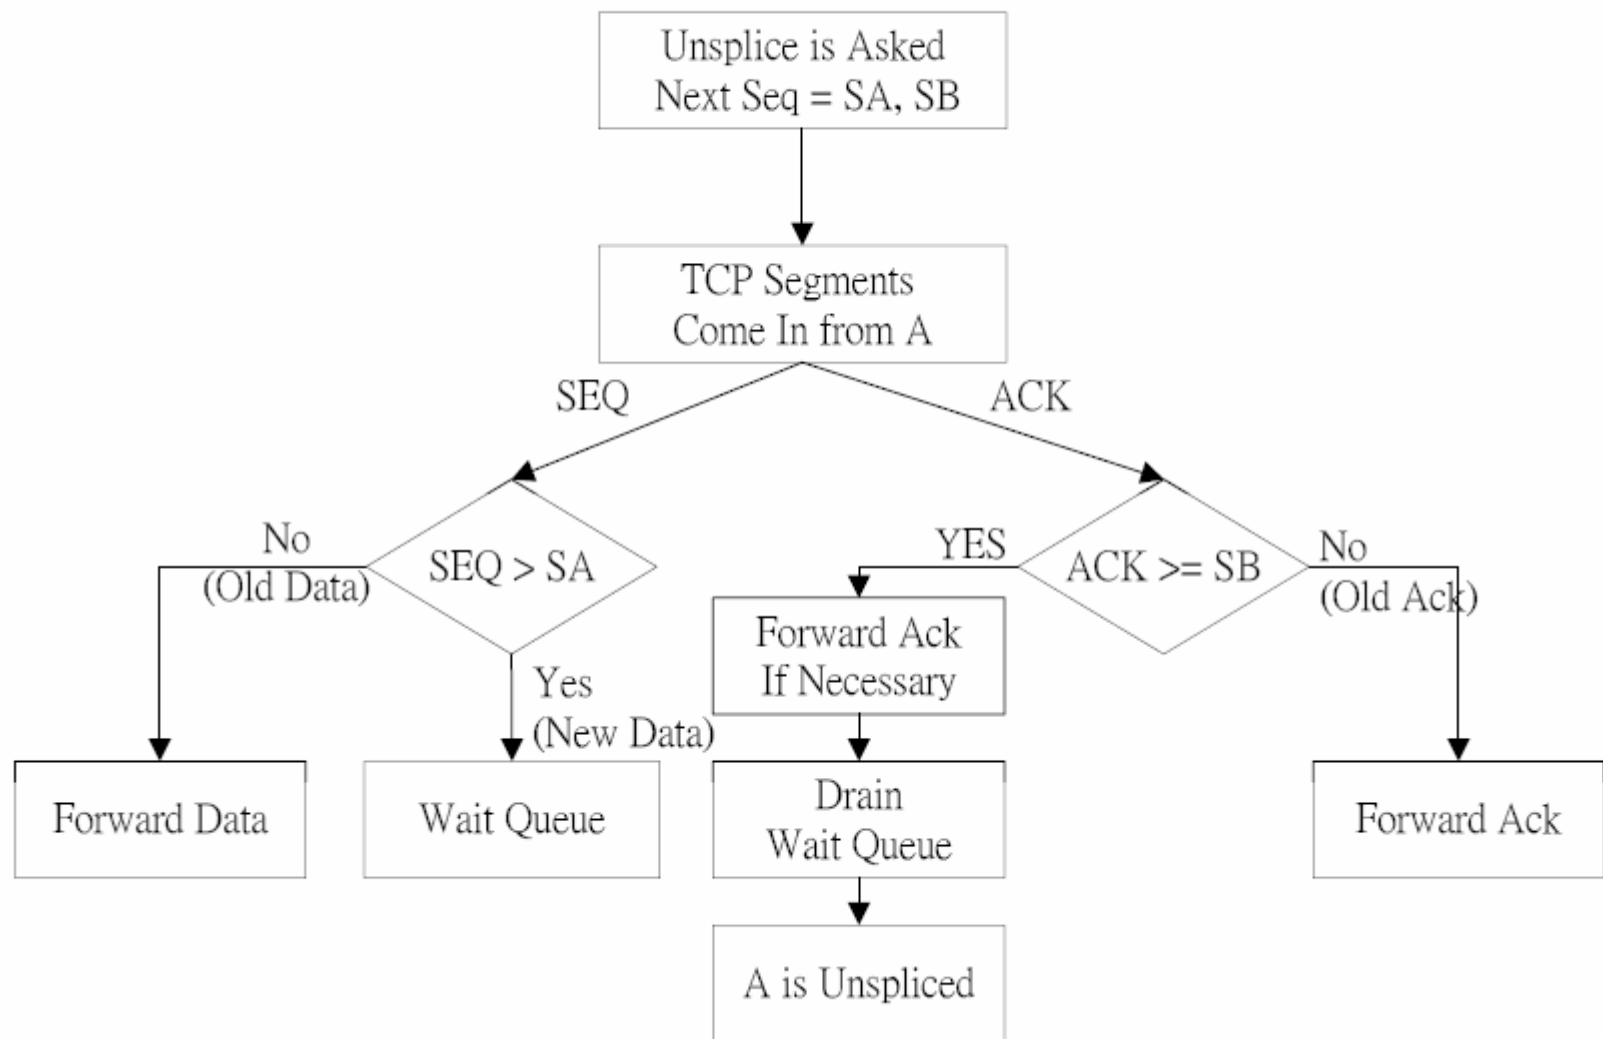 Unsplice is Asked
Next Seq = SA, SB
TCP Segments
Come In from A
SEQ
ACK
No
(Old Data)
SEQ > SA
YES
ACK >= SB
No
(Old Ack)
Yes
(New Data)
Forward Ack
If Necessary
Forward Data
Wait Queue
Drain
Wait Queue
Forward Ack
A is Unspliced